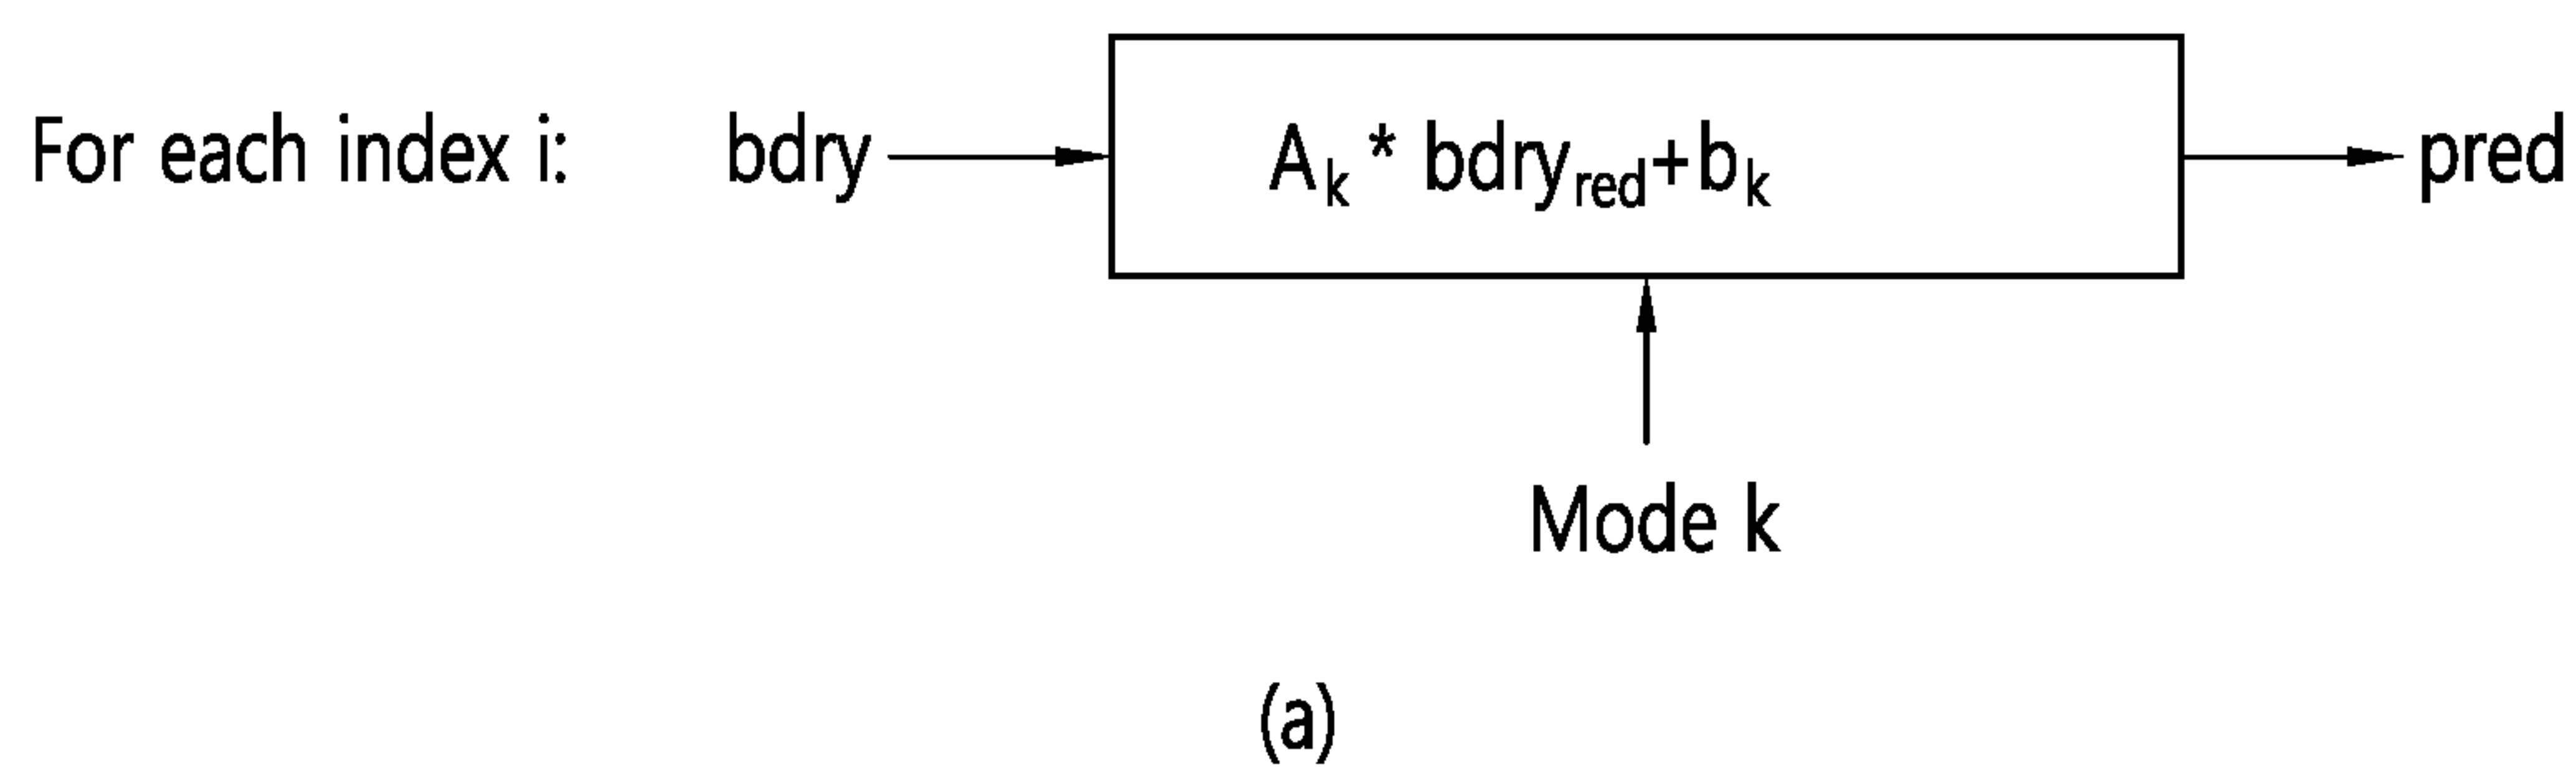 For each index i: bdry A_k * bdry_red+b_k pred
Mode k
(a)